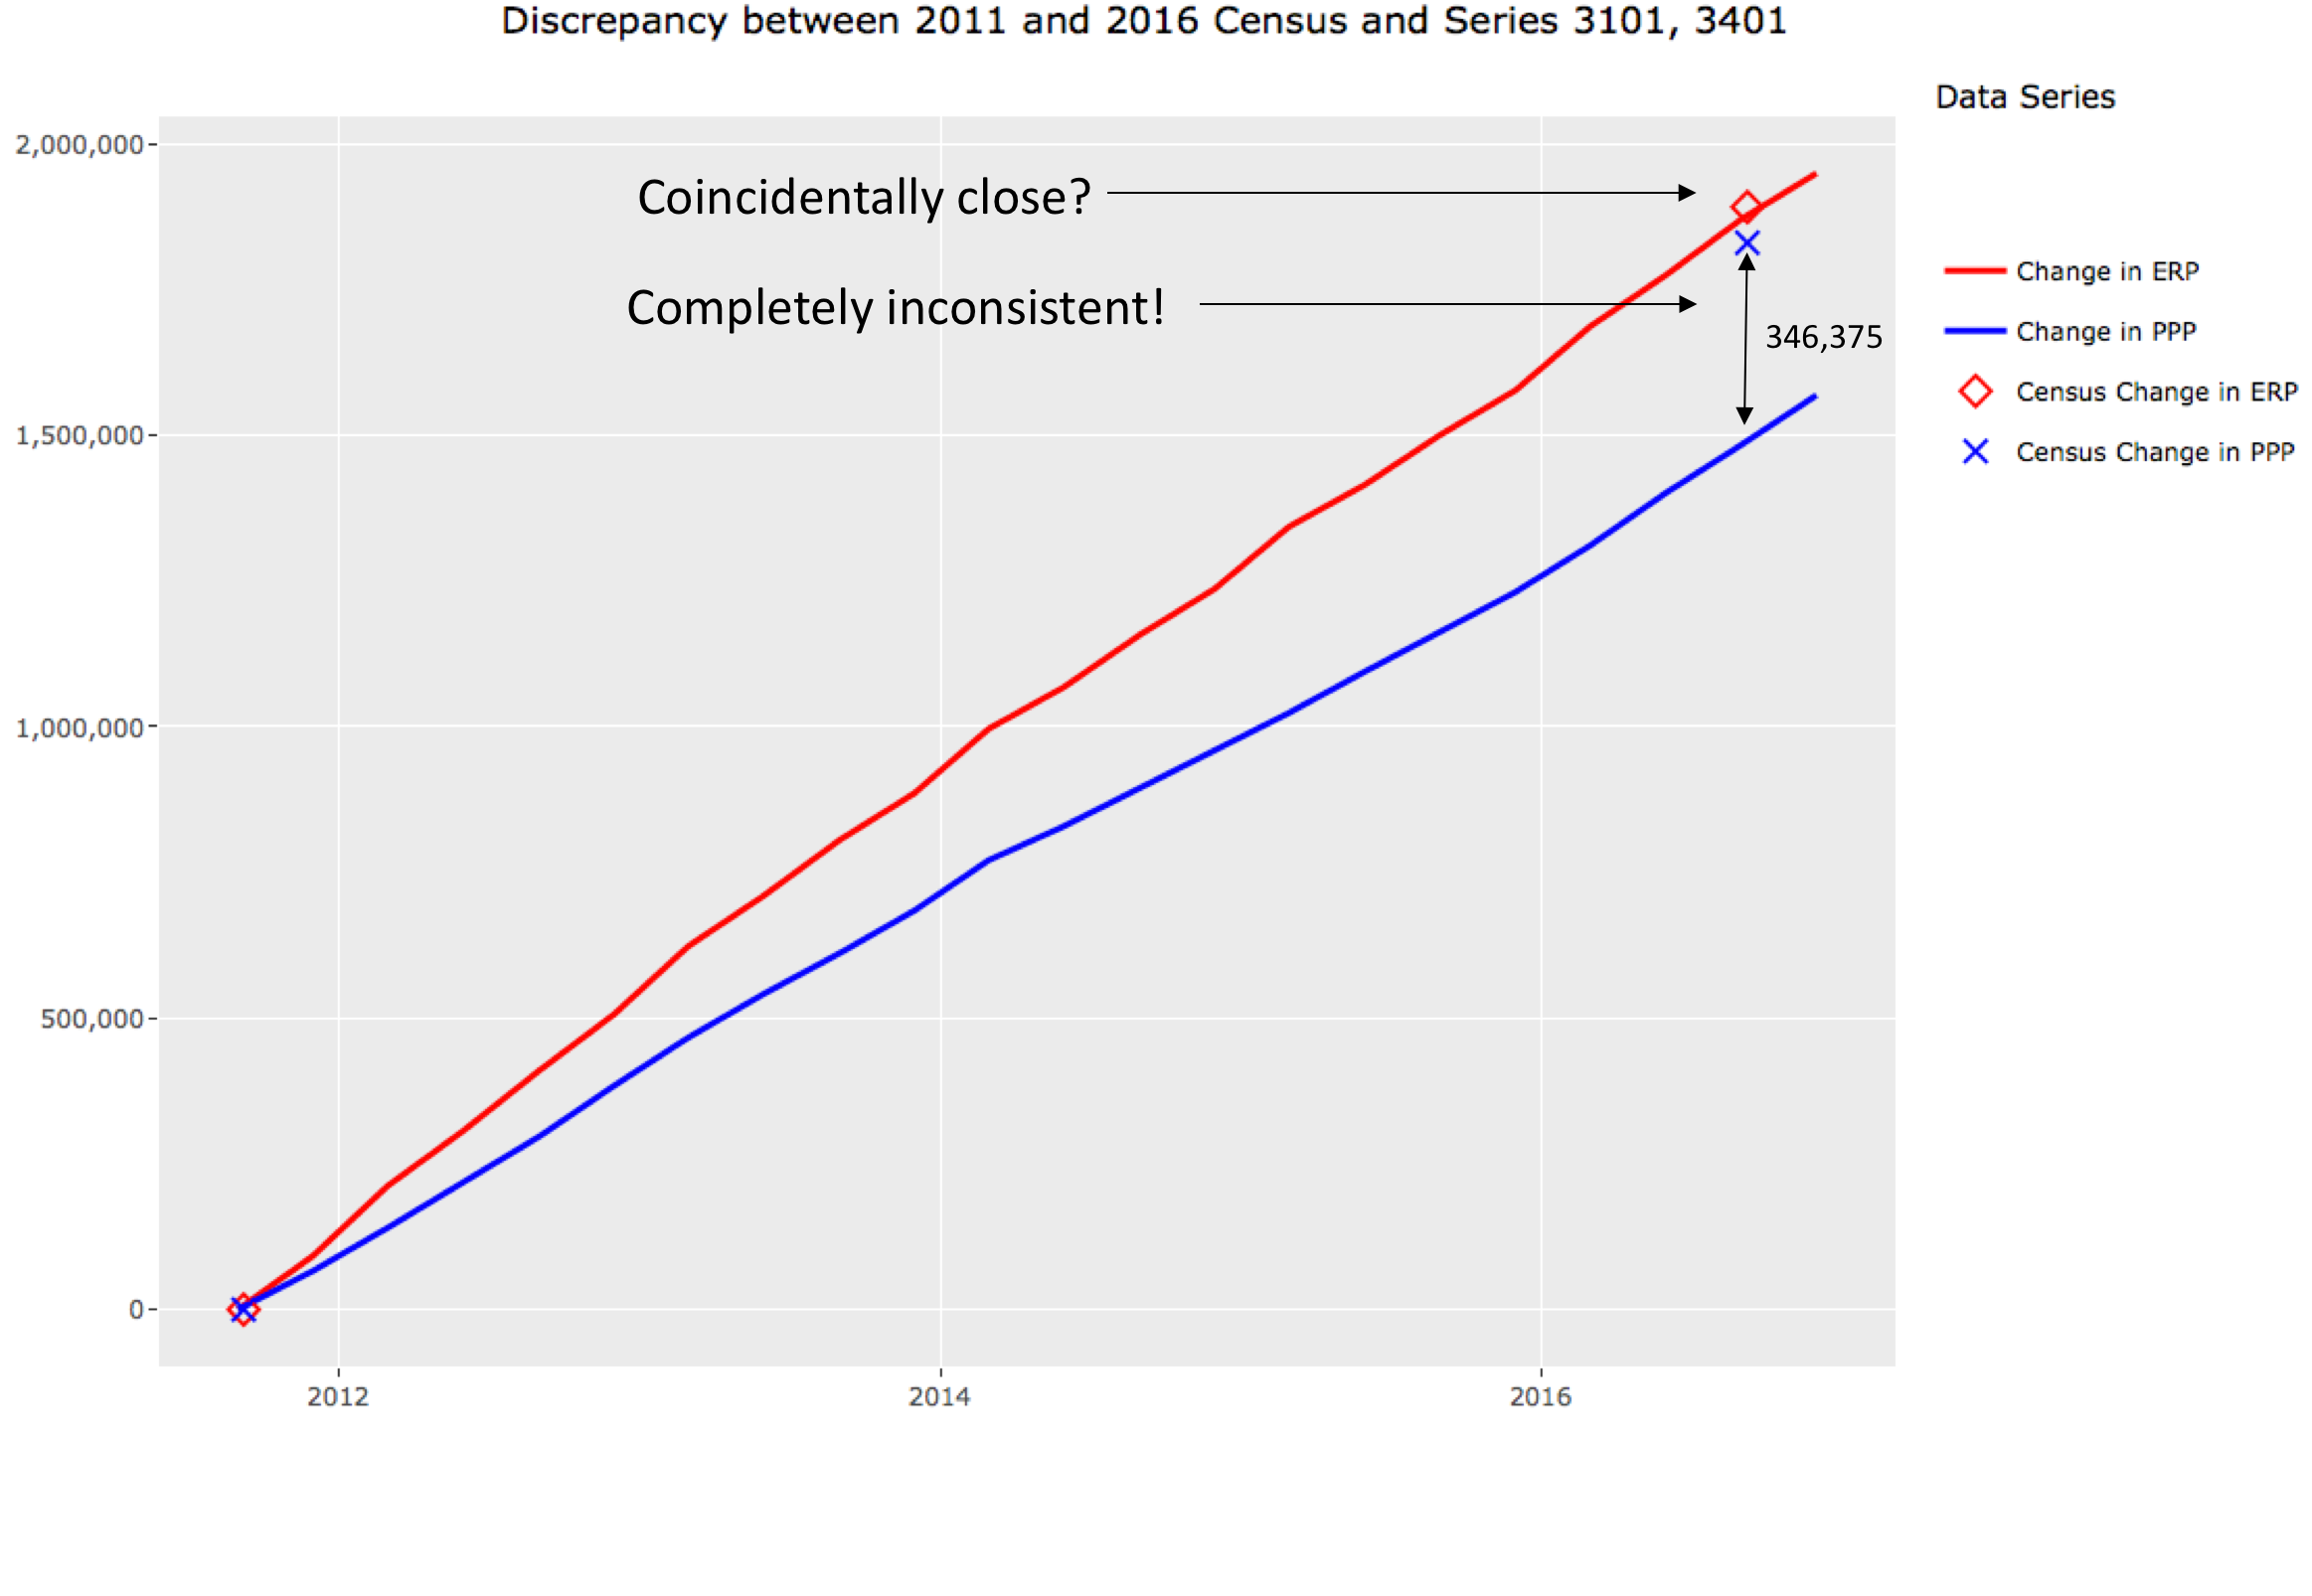 Discrepancy between 2011 and 2016 Census and Series 3101, 3401
Data Series
2,000,000
Coincidentally close?
Change in ERP
Completely inconsistent!
346,375
Change in PPP
Census Change in ERP
1,500,000
Census Change in PPP
1,000,000
500,000
0
2012
2014
2016